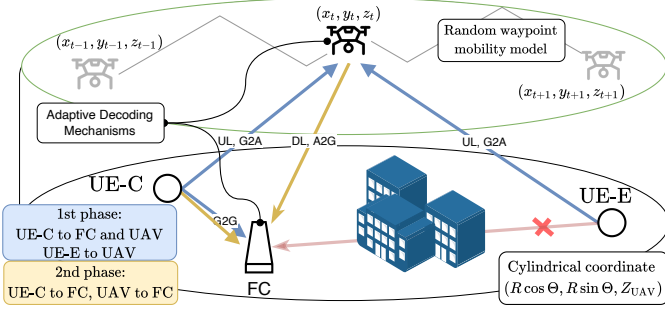 (x_t, y_t, z_t)
(x_{t−1}, y_{t−1}, z_{t−1})
Random waypoint
mobility model
(x_{t+1}, y_{t+1}, z_{t+1})
Adaptive Decoding
Mechanisms
UL, G2A
DL, A2G
UL, G2A
UE-C
UE-E
G2G
1st phase:
UE-C to FC and UAV
UE-E to UAV
2nd phase:
UE-C to FC, UAV to FC
FC
Cylindrical coordinate
(R cos Θ, R sin Θ, Z_{UAV})